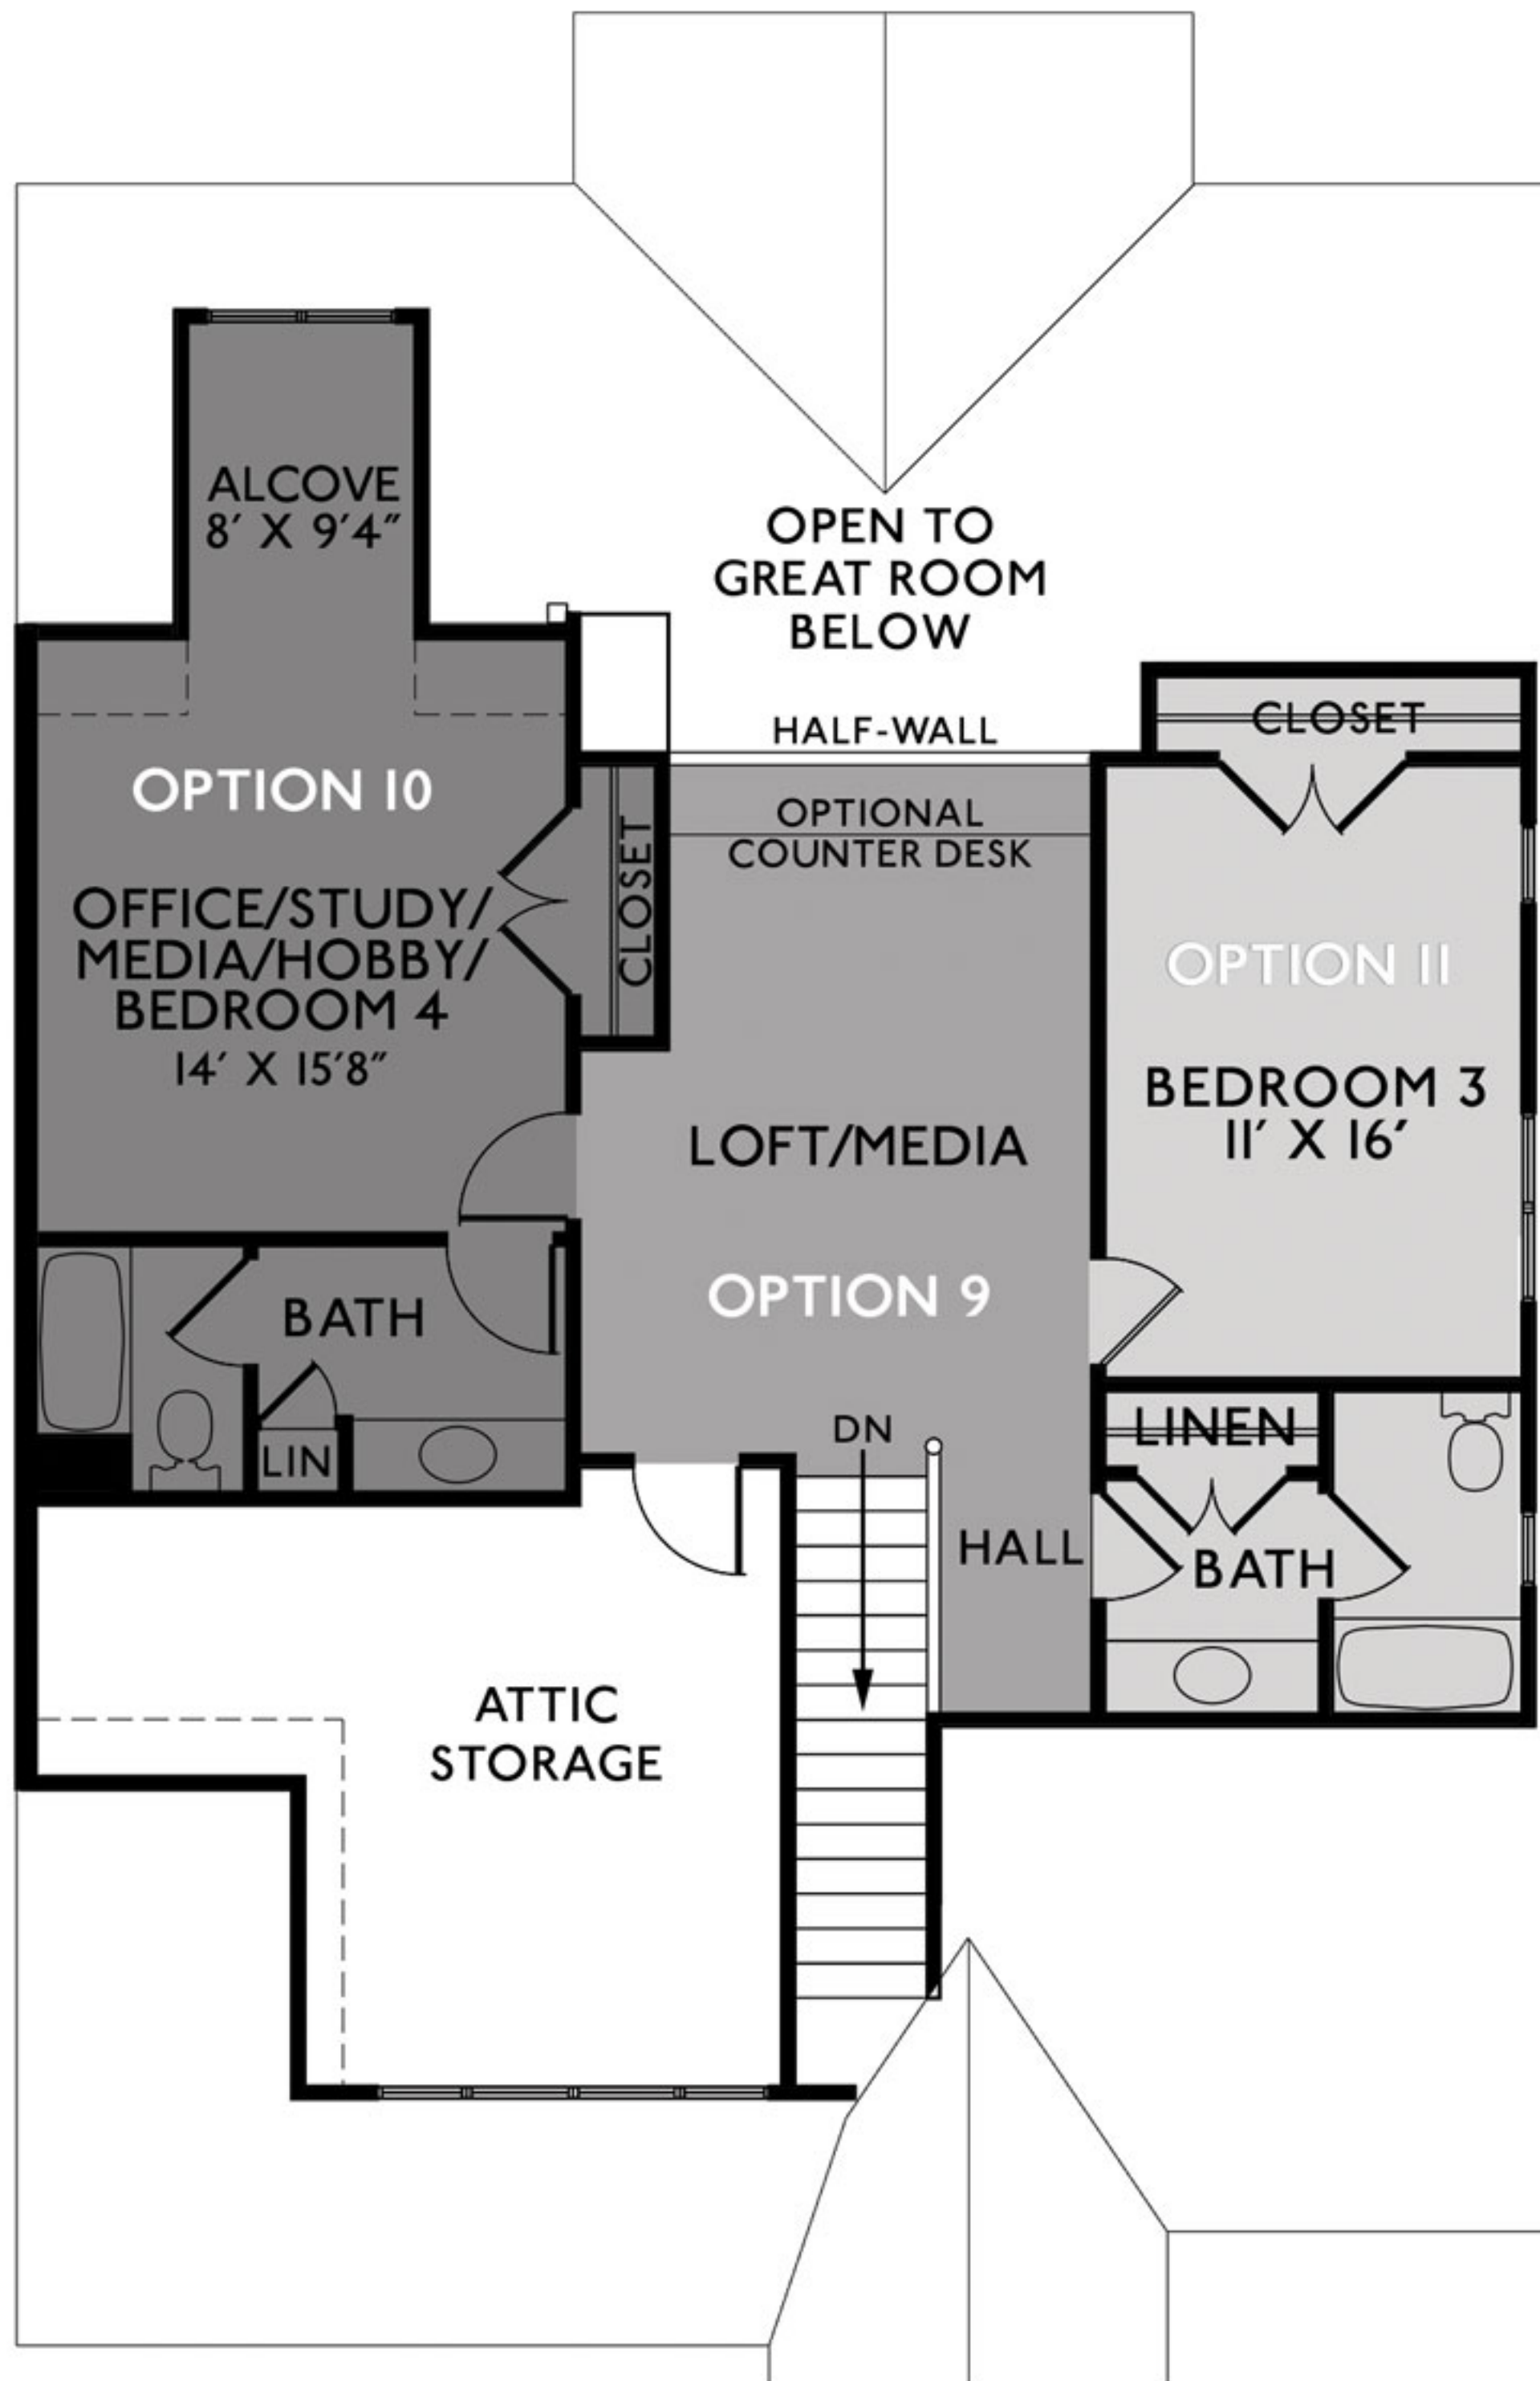 ALCOVE
8′ X 9′4″
OPEN TO
GREAT ROOM
BELOW
HALF-WALL
CLOSET
OPTION 10
OPTIONAL
COUNTER DESK
CLOSET
OFFICE/STUDY/
MEDIA/HOBBY/
BEDROOM 4
14′ X 15′8″
OPTION 11
BEDROOM 3
11′ X 16′
LOFT/MEDIA
OPTION 9
BATH
LIN
DN
LINEN
HALL
BATH
ATTIC
STORAGE